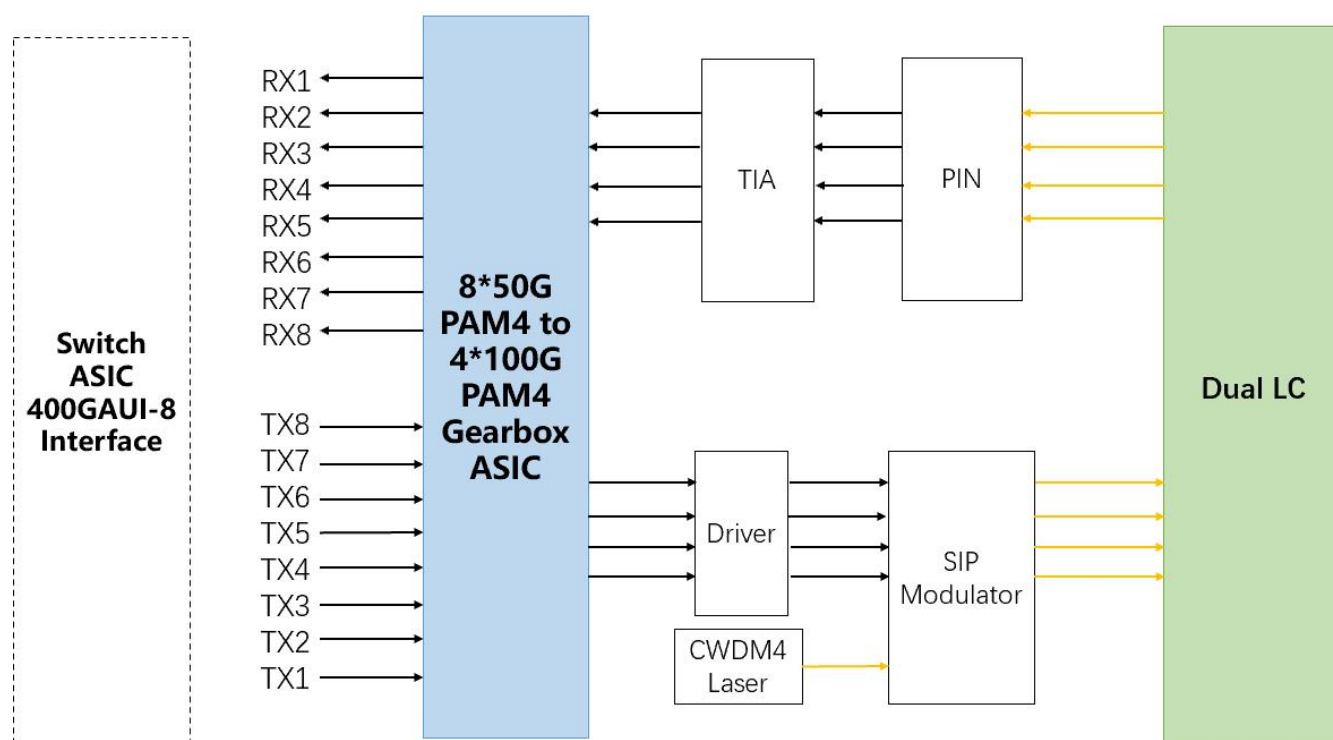 Switch
ASIC
400GAUI-8
Interface
RX1
RX2
RX3
RX4
RX5
RX6
RX7
RX8
TX8
TX7
TX6
TX5
TX4
TX3
TX2
TX1
8*50G
PAM4 to
4*100G
PAM4
Gearbox
ASIC
TIA
PIN
Driver
SIP
Modulator
CWDM4
Laser
Dual LC